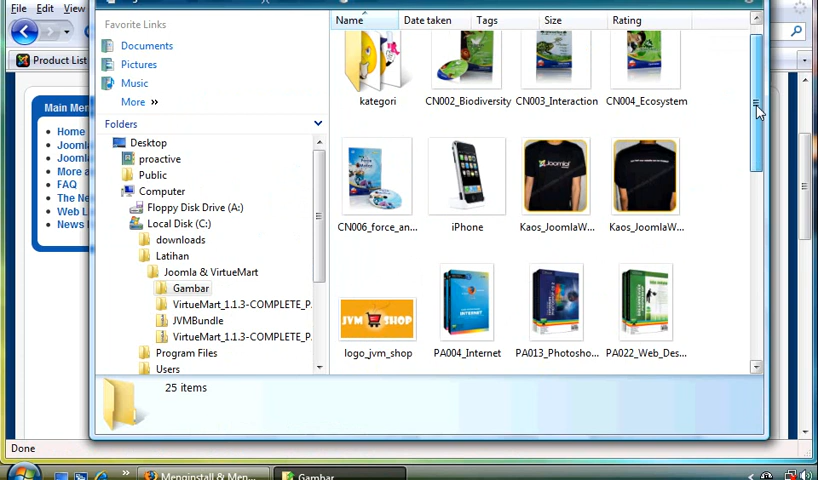 File Edit View
Favorite Links
Documents
Pictures
Music
More »
Folders
Desktop
proactive
Public
Computer
Floppy Disk Drive (A:)
Local Disk (C:)
downloads
Latihan
Joomla & VirtueMart
Gambar
VirtueMart_1.1.3-COMPLETE_P
JVMBundle
VirtueMart_1.1.3-COMPLETE_P
Program Files
Users
Name Date taken Tags Size Rating
kategori CN002_Biodiversity CN003_Interaction CN004_Ecosystem
CN006_force_an... iPhone Kaos_JoomlaW... Kaos_JoomlaW...
Joomla!
JVM SHOP
logo_jvm_shop PA004_Internet PA013_Photosho... PA022_Web_Des...
25 items
Product List
Main Men
Home
Jooml
Jooml
More a
FAQ
The Ne
Web L
News
Done
Menginstall & Men...
Gambar